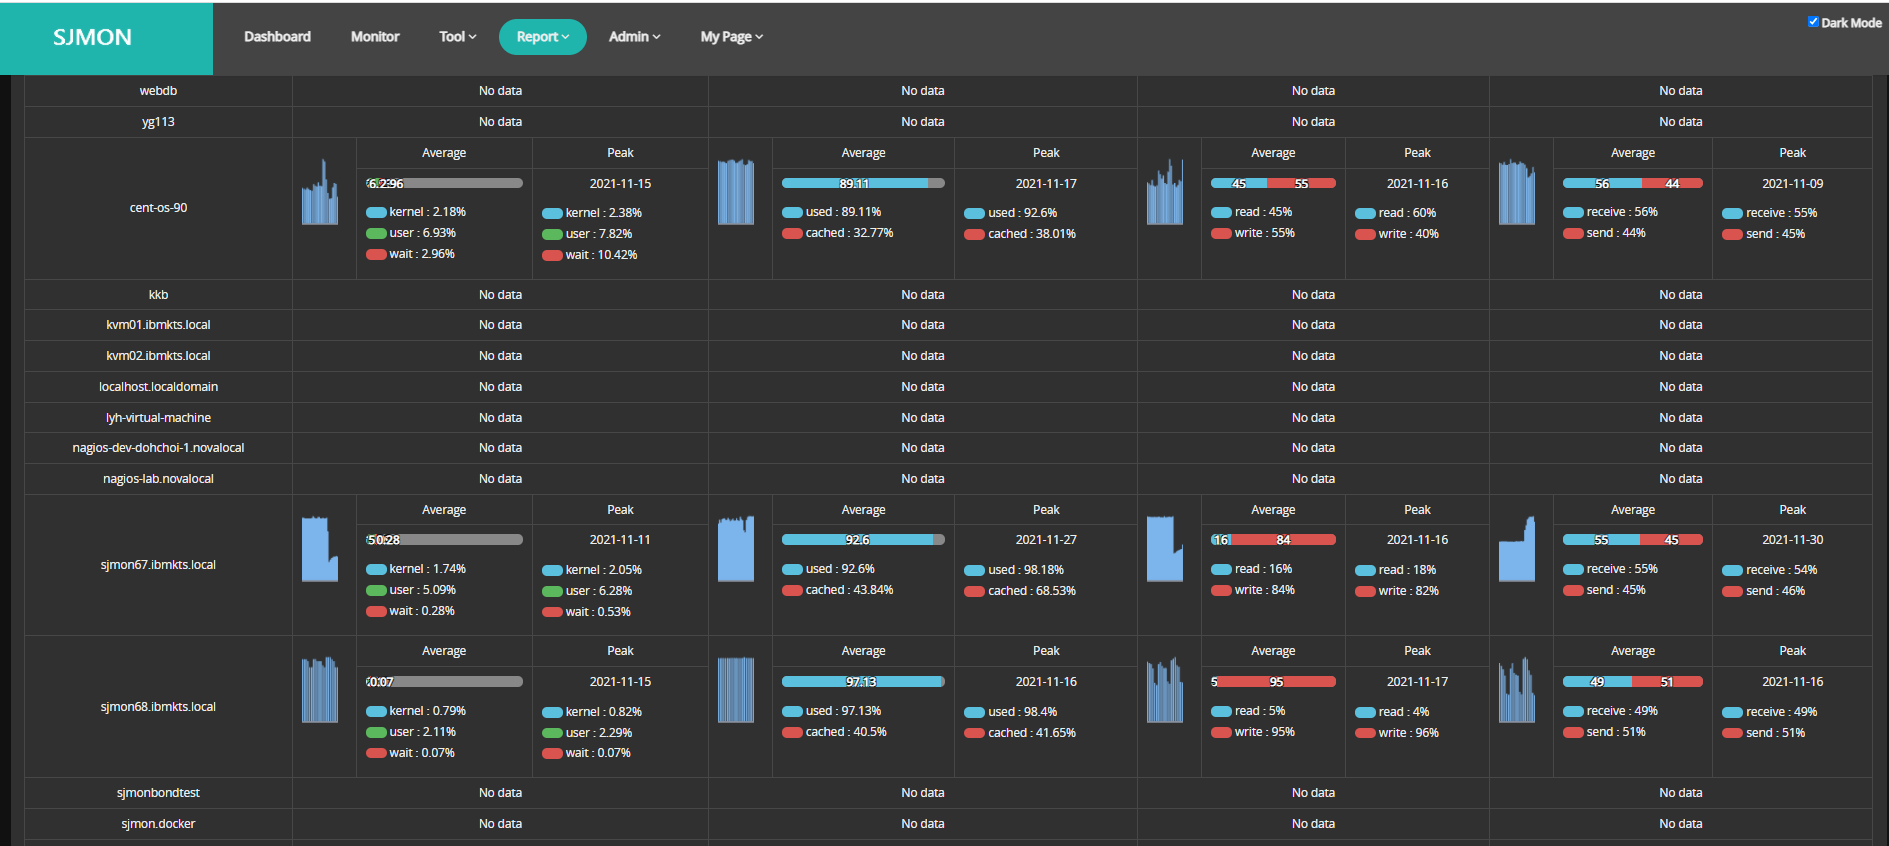 SJMON Dashboard Monitor Tool Report Admin My Page Dark Mode
webdb No data No data No data No data
yg113 No data No data No data No data
cent-os-90
Average Peak Average Peak Average Peak Average Peak
2021-11-15 89.11 2021-11-17 45 55 2021-11-16 56 44 2021-11-09
kernel : 2.18% kernel : 2.38% used : 89.11% used : 92.6% read : 45% read : 60% receive : 56% receive : 55%
user : 6.93% user : 7.82% cached : 32.77% cached : 38.01% write : 55% write : 40% send : 44% send : 45%
wait : 2.96% wait : 10.42%
kkb No data No data No data No data
kvm01.ibmkts.local No data No data No data No data
kvm02.ibmkts.local No data No data No data No data
localhost.localdomain No data No data No data No data
lyh-virtual-machine No data No data No data No data
nagios-dev-dohchoi-1.novalocal No data No data No data No data
nagios-lab.novalocal No data No data No data No data
sjmon67.ibmkts.local
Average Peak Average Peak Average Peak Average Peak
2021-11-11 92.6 2021-11-27 16 84 2021-11-16 55 45 2021-11-30
kernel : 1.74% kernel : 2.05% used : 92.6% used : 98.18% read : 16% read : 18% receive : 55% receive : 54%
user : 5.09% user : 6.28% cached : 43.84% cached : 68.53% write : 84% write : 82% send : 45% send : 46%
wait : 0.28% wait : 0.53%
sjmon68.ibmkts.local
Average Peak Average Peak Average Peak Average Peak
2021-11-15 97.13 2021-11-16 5 95 2021-11-17 49 51 2021-11-16
kernel : 0.79% kernel : 0.82% used : 97.13% used : 98.4% read : 5% read : 4% receive : 49% receive : 49%
user : 2.11% user : 2.29% cached : 40.5% cached : 41.65% write : 95% write : 96% send : 51% send : 51%
wait : 0.07% wait : 0.07%
sjmonbondtest No data No data No data No data
sjmon.docker No data No data No data No data